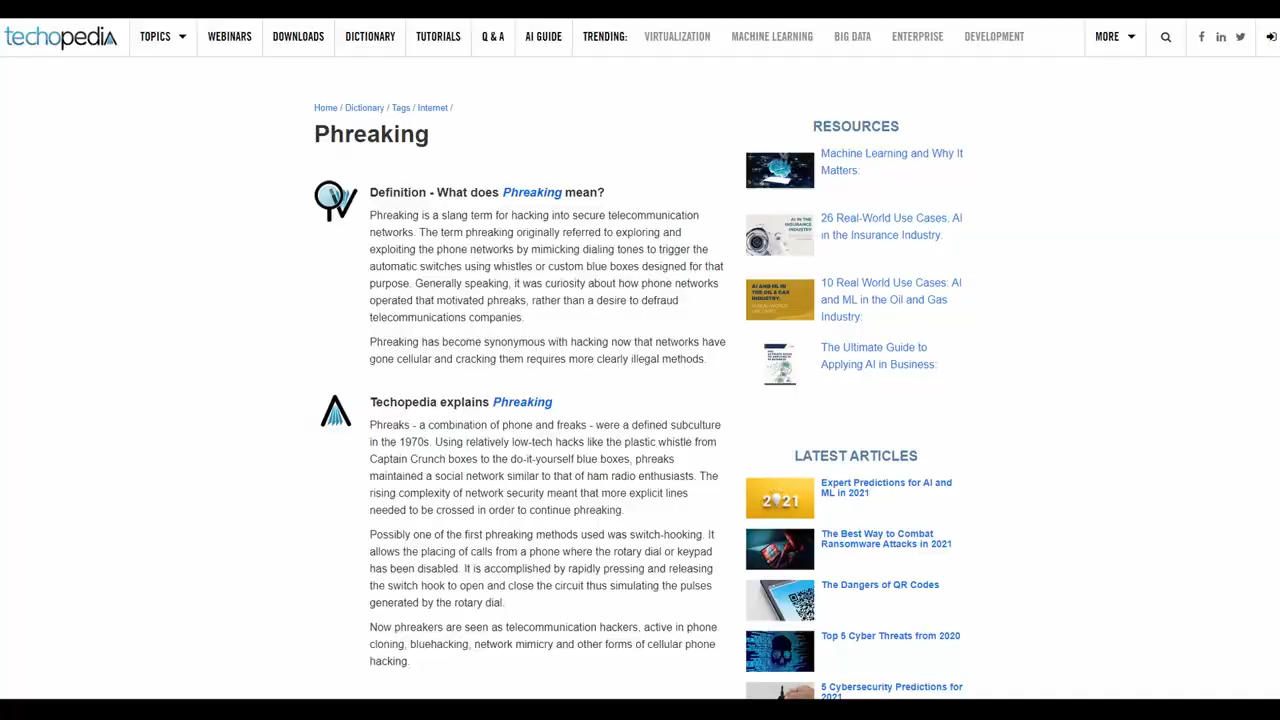 techopedia
TOPICS
WEBINARS
DOWNLOADS
DICTIONARY
TUTORIALS
Q & A
AI GUIDE
TRENDING:
VIRTUALIZATION
MACHINE LEARNING
BIG DATA
ENTERPRISE
DEVELOPMENT
MORE
Home / Dictionary / Tags / Internet /
Phreaking
Definition - What does Phreaking mean?
Phreaking is a slang term for hacking into secure telecommunication
networks. The term phreaking originally referred to exploring and
exploiting the phone networks by mimicking dialing tones to trigger the
automatic switches using whistles or custom blue boxes designed for that
purpose. Generally speaking, it was curiosity about how phone networks
operated that motivated phreaks, rather than a desire to defraud
telecommunications companies.
Phreaking has become synonymous with hacking now that networks have
gone cellular and cracking them requires more clearly illegal methods.
Techopedia explains Phreaking
Phreaks - a combination of phone and freaks - were a defined subculture
in the 1970s. Using relatively low-tech hacks like the plastic whistle from
Captain Crunch boxes to the do-it-yourself blue boxes, phreaks
maintained a social network similar to that of ham radio enthusiasts. The
rising complexity of network security meant that more explicit lines
needed to be crossed in order to continue phreaking.
Possibly one of the first phreaking methods used was switch-hooking. It
allows the placing of calls from a phone where the rotary dial or keypad
has been disabled. It is accomplished by rapidly pressing and releasing
the switch hook to open and close the circuit thus simulating the pulses
generated by the rotary dial.
Now phreakers are seen as telecommunication hackers, active in phone
cloning, bluehacking, network mimicry and other forms of cellular phone
hacking.
RESOURCES
Machine Learning and Why It
Matters:
AI IN THE
INSURANCE
INDUSTRY
26 Real-World Use Cases. AI
in the Insurance Industry.
AI AND ML IN
THE OIL & GAS
INDUSTRY.
10 Real World Use Cases: AI
and ML in the Oil and Gas
Industry:
The Ultimate Guide to
Applying AI in Business:
LATEST ARTICLES
2021
Expert Predictions for AI and
ML in 2021
The Best Way to Combat
Ransomware Attacks in 2021
The Dangers of QR Codes
Top 5 Cyber Threats from 2020
5 Cybersecurity Predictions for
2021